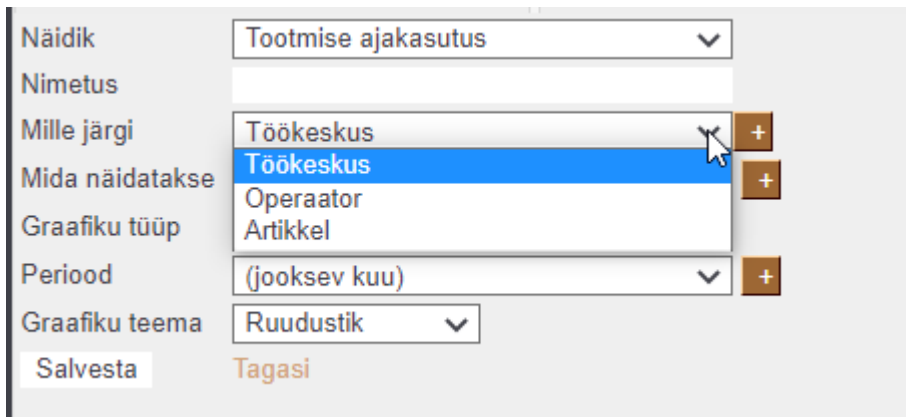 Näidik Tootmise ajakasutus
Nimetus
Mille järgi Töökeskus +
Töökeskus
Mida näidatakse +
Operaator
Graafiku tüüp Artikkel
Periood (jooksev kuu) +
Graafiku teema Ruudustik
Salvesta Tagasi